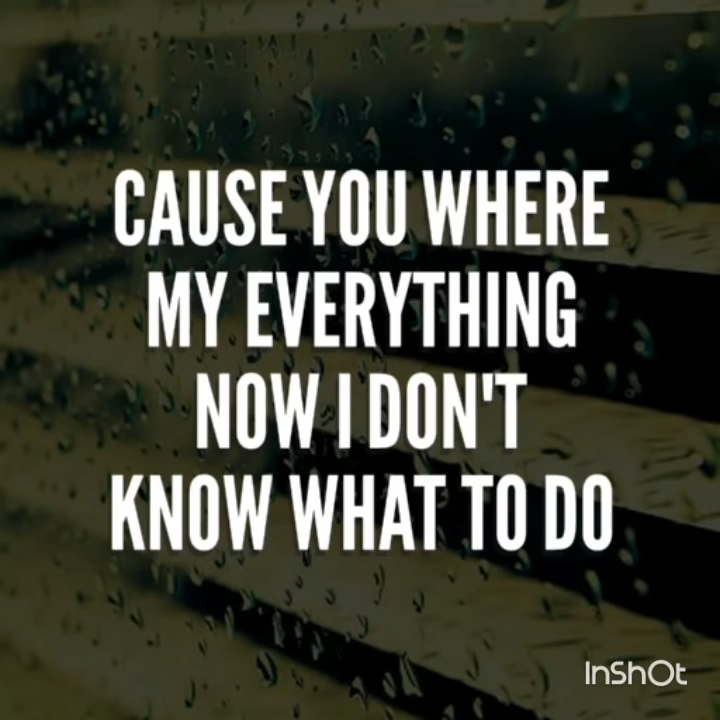 CAUSE YOU WHERE
MY EVERYTHING
NOW I DON'T
KNOW WHAT TO DO
InShOt